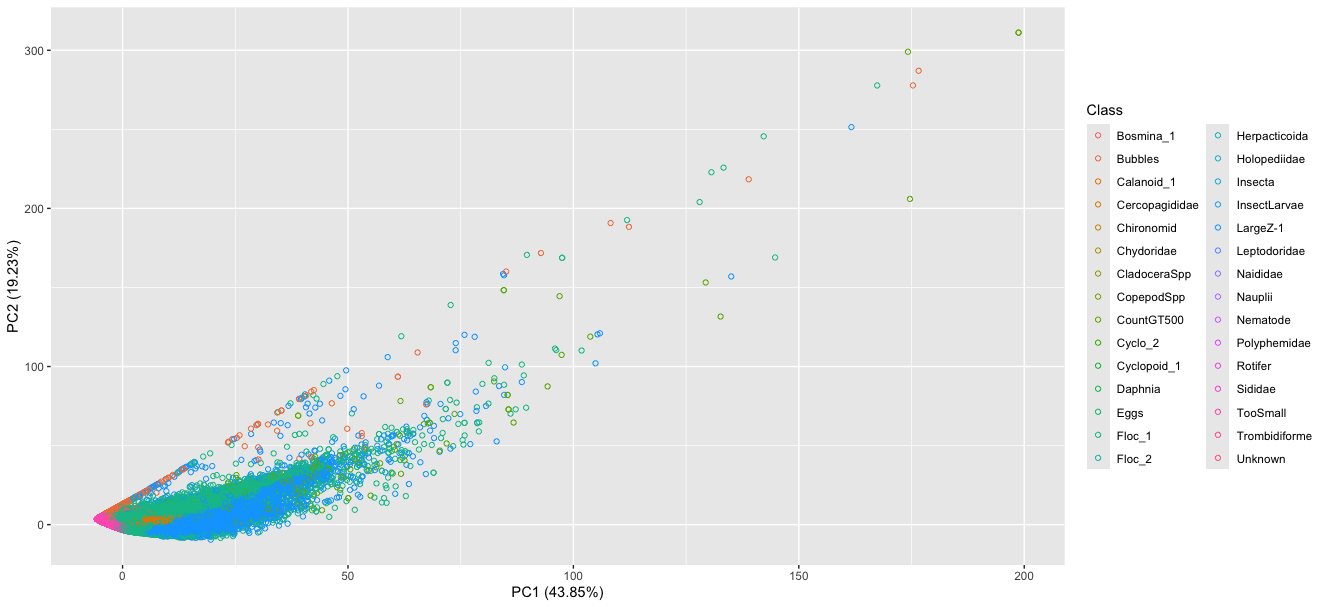 300
200
100
0
PC2 (19.23%)
0
50
100
150
200
PC1 (43.85%)
Class
Bosmina_1
Bubbles
Calanoid_1
Cercopagididae
Chironomid
Chydoridae
CladoceraSpp
CopepodSpp
CountGT500
Cyclo_2
Cyclopoid_1
Daphnia
Eggs
Floc_1
Floc_2
Herpacticoida
Holopediidae
Insecta
InsectLarvae
LargeZ-1
Leptodoridae
Naididae
Nauplii
Nematode
Polyphemidae
Rotifer
Sididae
TooSmall
Trombidiforme
Unknown